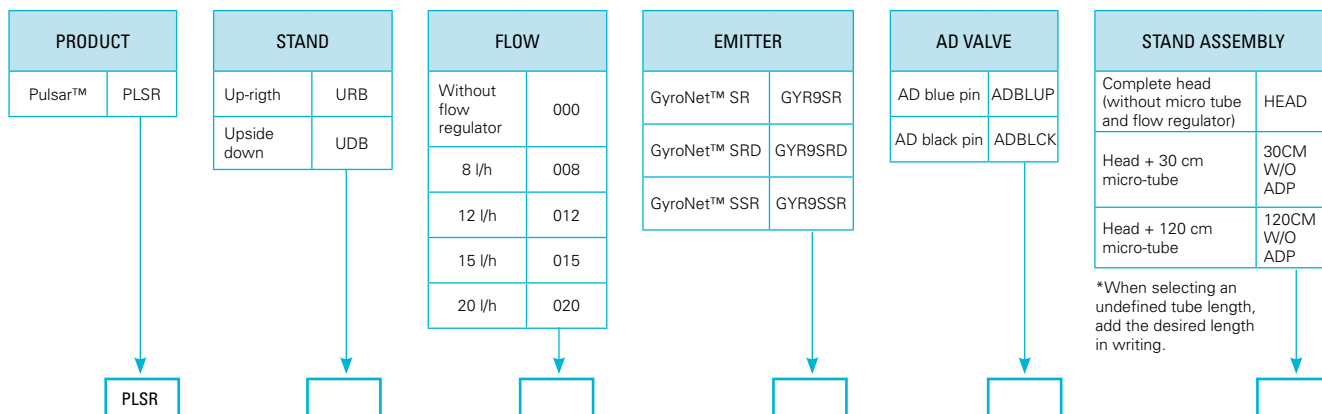 PRODUCT
Pulsar™ PLSR
PLSR
STAND
Up-rigth URB
Upside
down
UDB
FLOW
Without
flow
regulator
000
8 l/h 008
12 l/h 012
15 l/h 015
20 l/h 020
EMITTER
GyroNet™ SR GYR9SR
GyroNet™ SRD GYR9SRD
GyroNet™ SSR GYR9SSR
AD VALVE
AD blue pin ADBLUP
AD black pin ADBLCK
STAND ASSEMBLY
Complete head
(without micro tube
and flow regulator)
HEAD
Head + 30 cm
micro-tube
30CM
W/O
ADP
Head + 120 cm
micro-tube
120CM
W/O
ADP
*When selecting an
undefined tube length,
add the desired length
in writing.